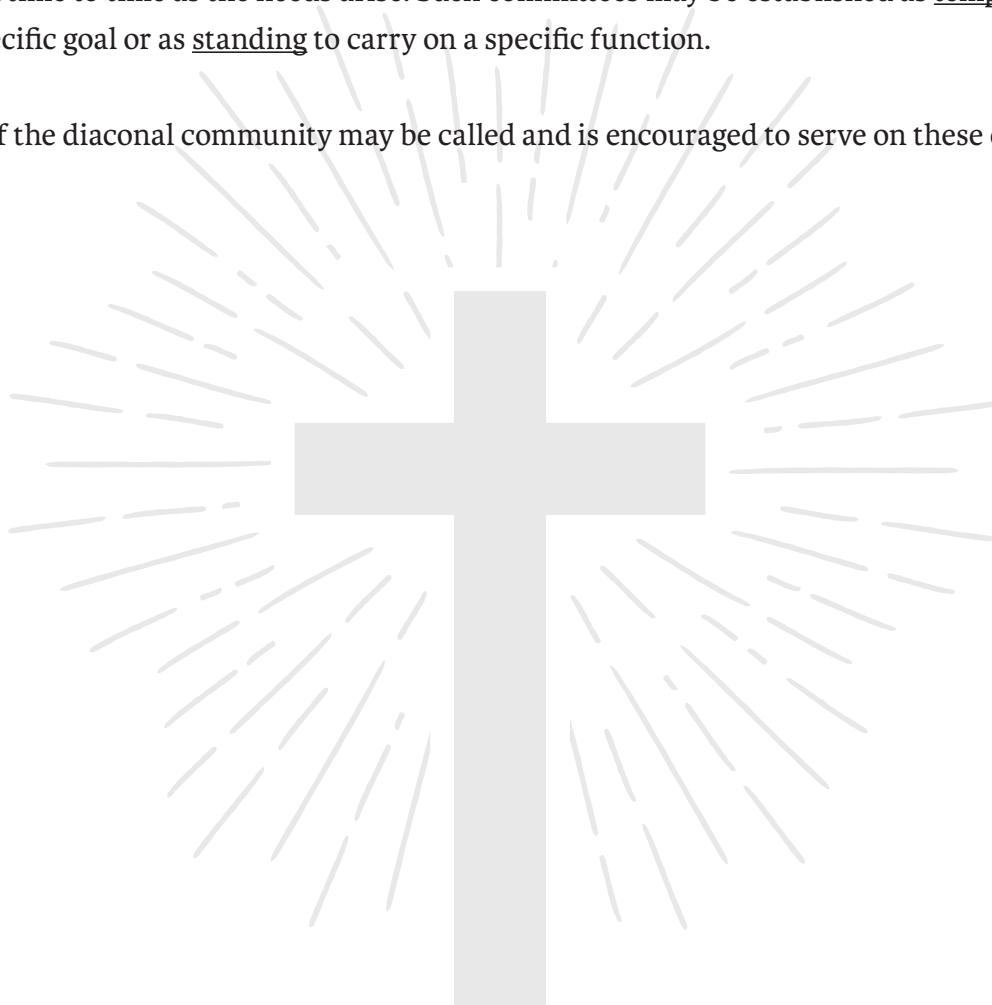 time to time as the needs arise. Such committees may be established as
cific goal or as standing to carry on a specific function.
f the diaconal community may be called and is encouraged to serve on these